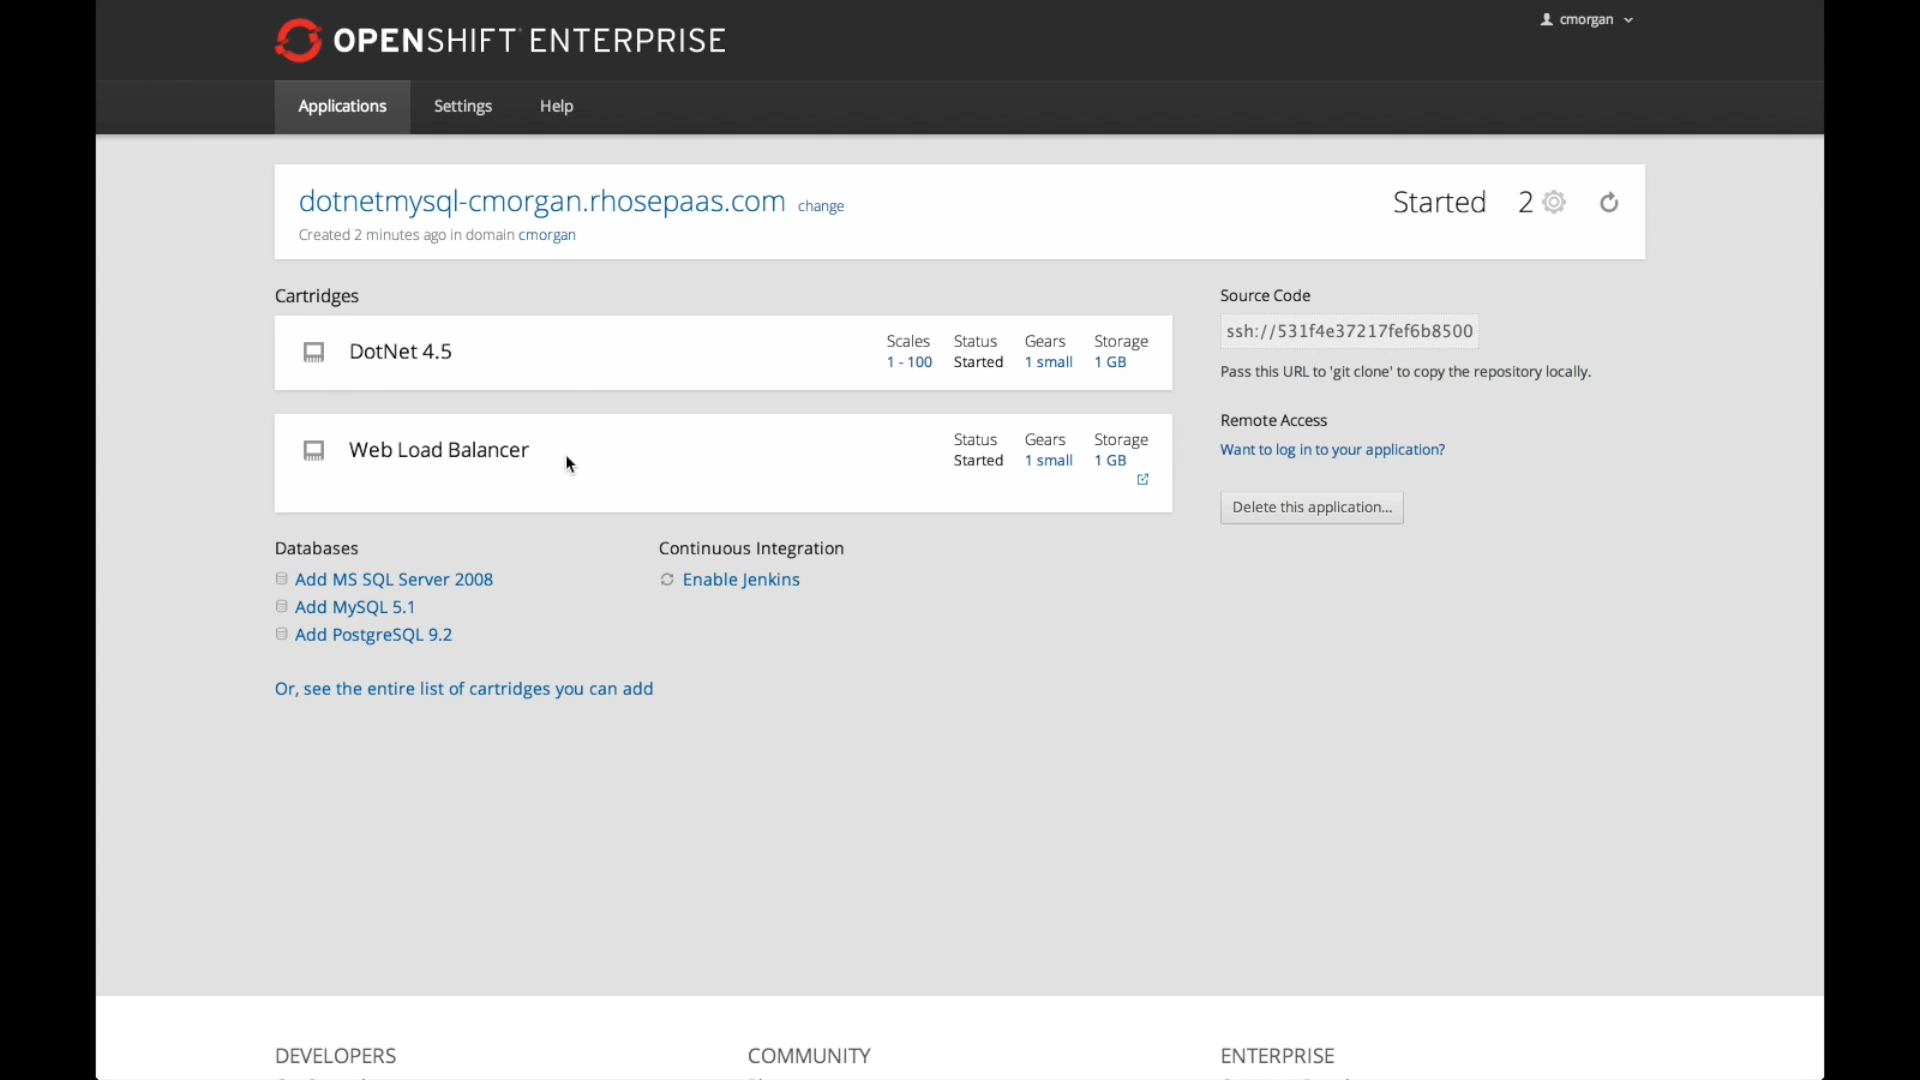 OPENSHIFT ENTERPRISE
cmorgan
Applications Settings Help
dotnetmysql-cmorgan.rhosepaas.com change
Started 2
Created 2 minutes ago in domain cmorgan
Cartridges
DotNet 4.5
Scales Status Gears Storage
1 - 100 Started 1 small 1 GB
Web Load Balancer
Status Gears Storage
Started 1 small 1 GB
Source Code
ssh://531f4e37217fef6b8500
Pass this URL to 'git clone' to copy the repository locally.
Remote Access
Want to log in to your application?
Delete this application...
Databases
Add MS SQL Server 2008
Add MySQL 5.1
Add PostgreSQL 9.2
Continuous Integration
Enable Jenkins
Or, see the entire list of cartridges you can add
DEVELOPERS COMMUNITY ENTERPRISE